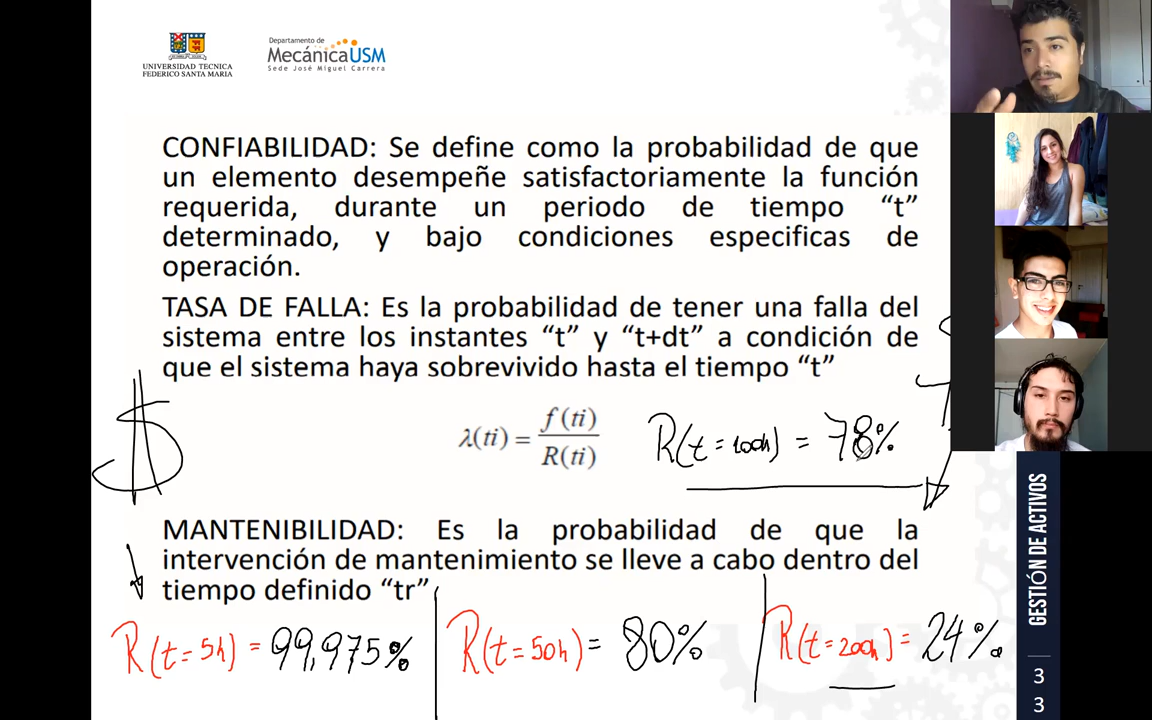 UNIVERSIDAD TECNICA
FEDERICO SANTA MARIA
Departamento de
MecánicaUSM
Sede José Miguel Carrera
CONFIABILIDAD: Se define como la probabilidad de que
un elemento desempeñe satisfactoriamente la función
requerida, durante un periodo de tiempo “t”
determinado, y bajo condiciones especificas de
operación.
TASA DE FALLA: Es la probabilidad de tener una falla del
sistema entre los instantes “t” y “t+dt” a condición de
que el sistema haya sobrevivido hasta el tiempo “t”
$
λ(ti) = f(ti) / R(ti)
R(t=100h) = 78%
MANTENIBILIDAD: Es la probabilidad de que la
intervención de mantenimiento se lleve a cabo dentro del
tiempo definido “tr”
R(t=5h) = 99,975%
R(t=50h) = 80%
R(t=200h) = 24%
GESTIÓN DE ACTIVOS
3
3